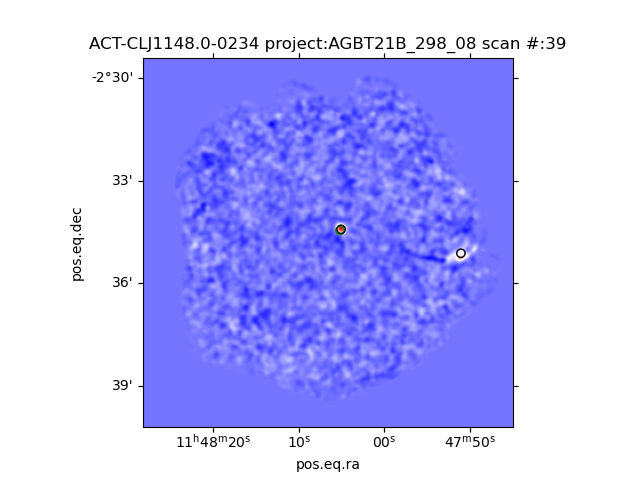 ACT-CLJ1148.0-0234 project:AGBT21B_298_08 scan #:39
-2°30'
33'
36'
39'
pos.eq.dec
11ʰ48ᵐ20ˢ 10ˢ 00ˢ 47ᵐ50ˢ
pos.eq.ra